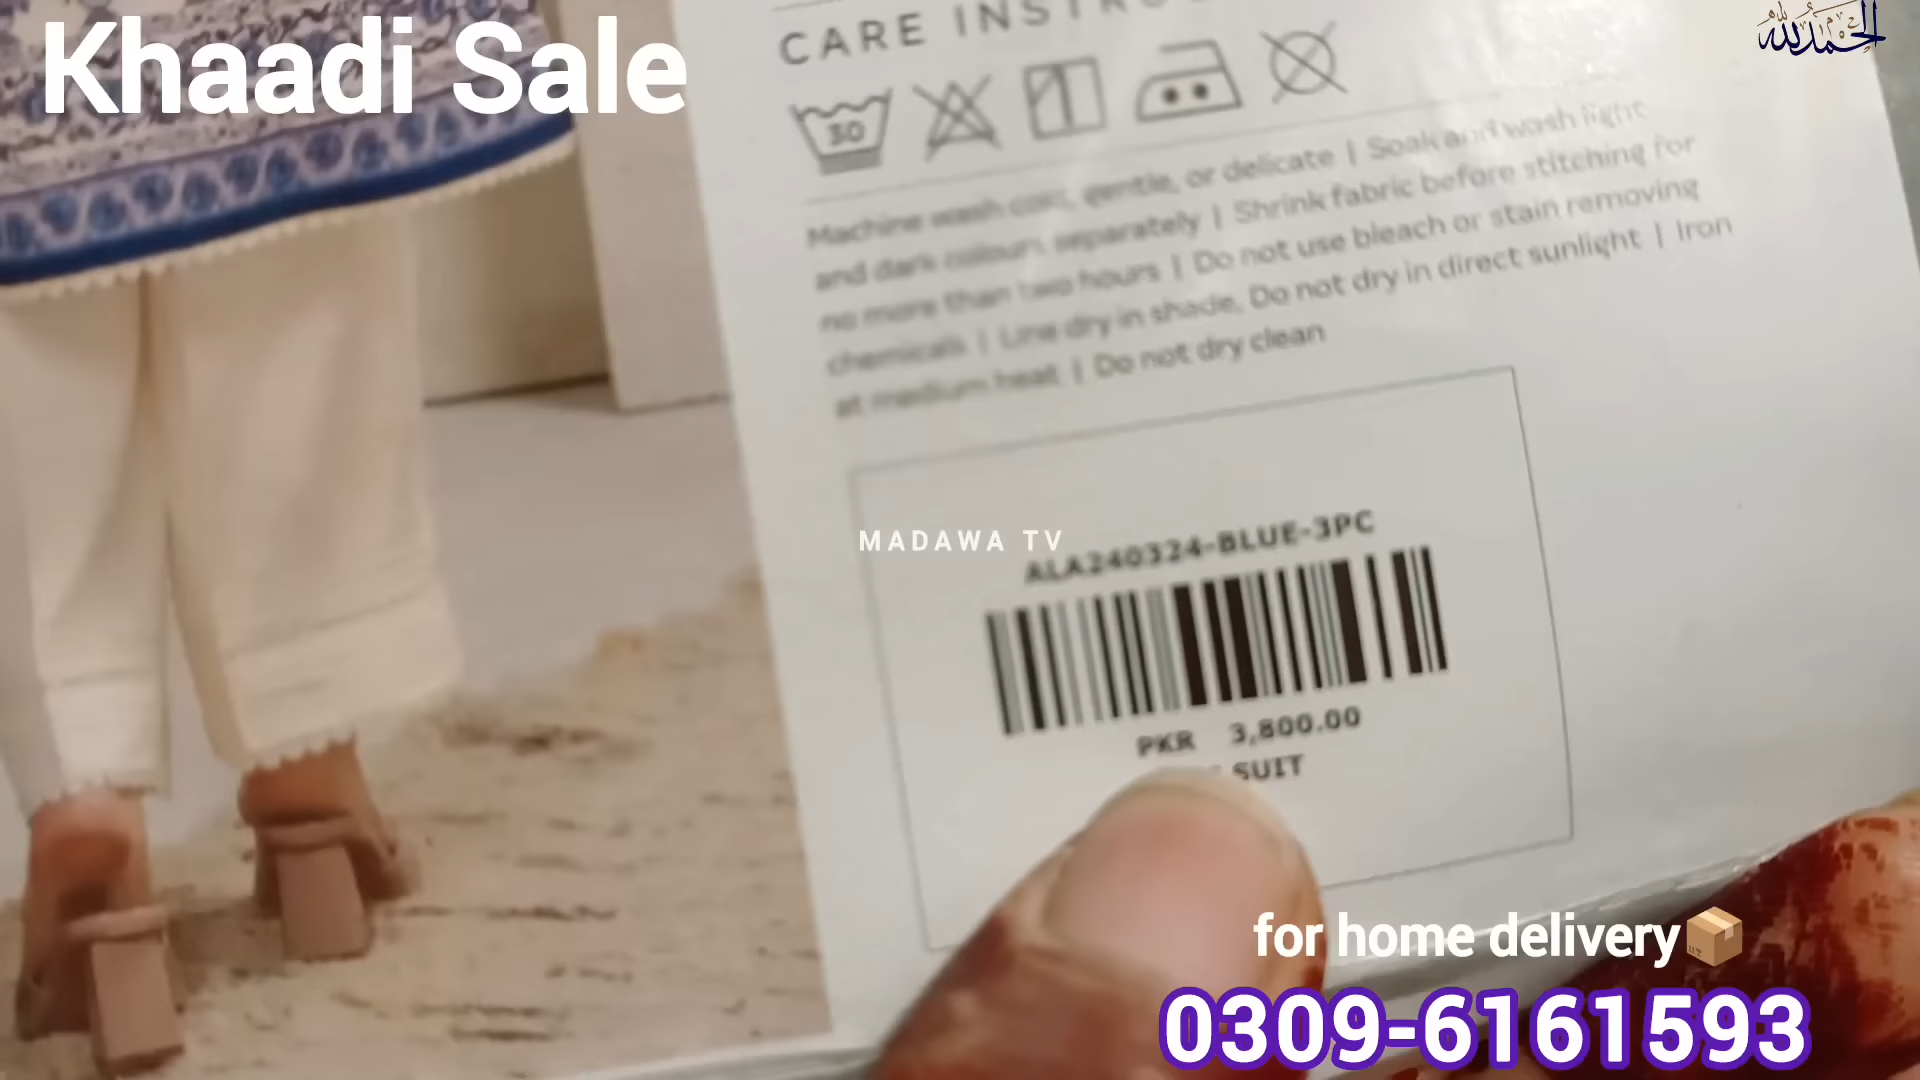 Khaadi Sale
الحمدلله
CARE INSTRU
30
Machine wash cold, gentle, or delicate | Soak and wash light
and dark colours separately | Shrink fabric before stitching for
no more than two hours | Do not use bleach or stain removing
chemicals | Line dry in shade, Do not dry in direct sunlight | Iron
at medium heat | Do not dry clean
MADAWA TV
ALA240324-BLUE-3PC
PKR 3,800.00
SUIT
for home delivery
0309-6161593